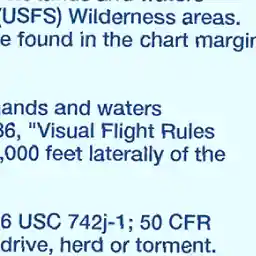 (USFS) Wilderness areas.
e found in the chart margin
ands and waters
36, "Visual Flight Rules
,000 feet laterally of the
6 USC 742j-1; 50 CFR
drive, herd or torment.